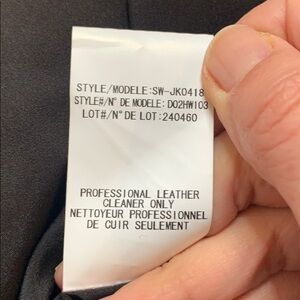 STYLE/MODELE:SW-JK0418
STYLE#/N° DE MODELE: D02HW103
LOT#/N° DE LOT: 240460
PROFESSIONAL LEATHER
CLEANER ONLY
NETTOYEUR PROFESSIONNEL
DE CUIR SEULEMENT